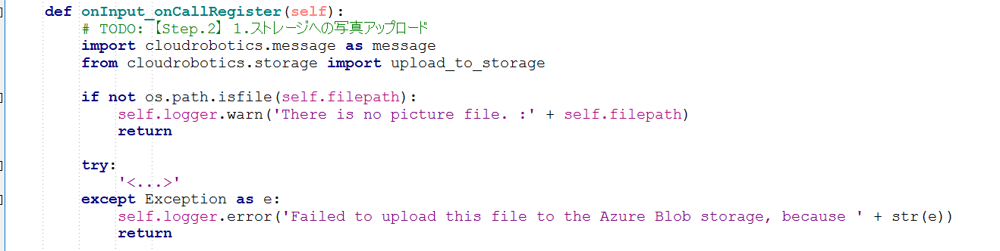 def onInput_onCallRegister(self):
# TODO:【Step.2】1.ストレージへの写真アップロード
import cloudrobotics.message as message
from cloudrobotics.storage import upload_to_storage
if not os.path.isfile(self.filepath):
self.logger.warn('There is no picture file. :' + self.filepath)
return
try:
'<...>'
except Exception as e:
self.logger.error('Failed to upload this file to the Azure Blob storage, because ' + str(e))
return